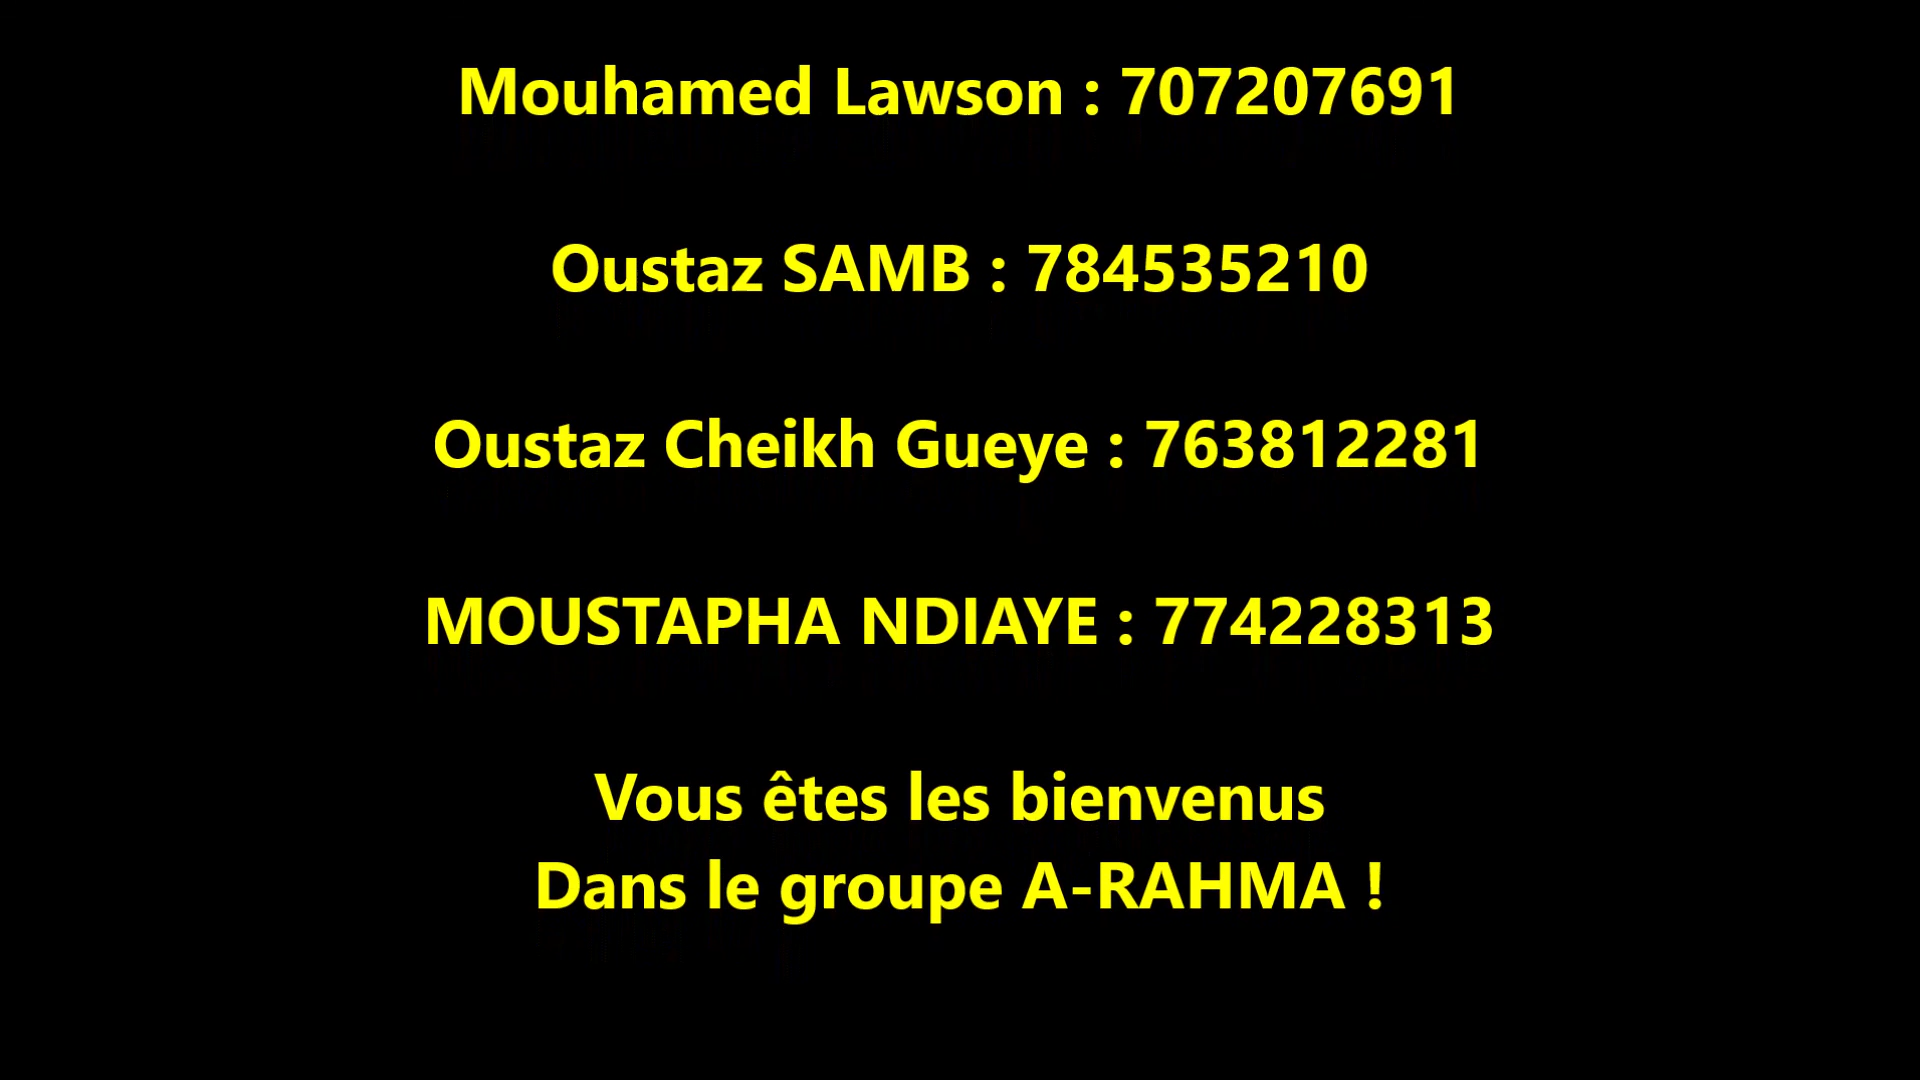 Mouhamed Lawson : 707207691
Oustaz SAMB : 784535210
Oustaz Cheikh Gueye : 763812281
MOUSTAPHA NDIAYE : 774228313
Vous êtes les bienvenus
Dans le groupe A-RAHMA !